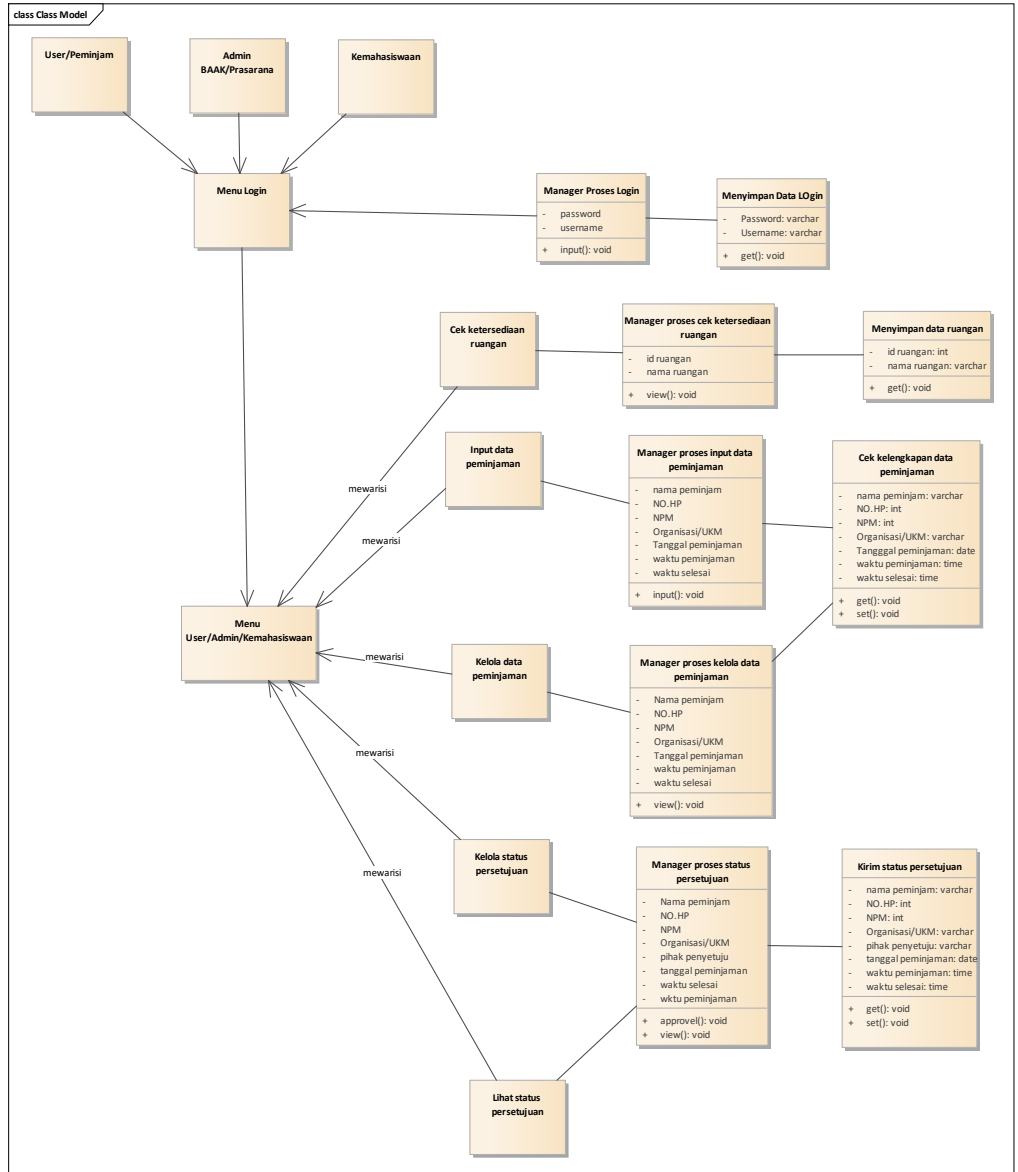 class Class Model
User/Peminjam
Admin
BAAK/Prasarana
Kemahasiswaan
Menu Login
Manager Proses Login
- password
- username
+ input(): void
Menyimpan Data LOgin
- Password: varchar
- Username: varchar
+ get(): void
Cek ketersediaan
ruangan
Manager proses cek ketersediaan
ruangan
- id ruangan
- nama ruangan
+ view(): void
Menyimpan data ruangan
- id ruangan: int
- nama ruangan: varchar
+ get(): void
Input data
peminjaman
Manager proses input data
peminjaman
- nama peminjam
- NO.HP
- NPM
- Organisasi/UKM
- Tanggal peminjaman
- waktu peminjaman
- waktu selesai
+ input(): void
Cek kelengkapan data
peminjaman
- nama peminjam: varchar
- NO.HP: int
- NPM: int
- Organisasi/UKM: varchar
- Tangggal peminjaman: date
- waktu peminjaman: time
- waktu selesai: time
+ get(): void
+ set(): void
mewarisi
mewarisi
Menu
User/Admin/Kemahasiswaan
mewarisi
Kelola data
peminjaman
Manager proses kelola data
peminjaman
- Nama peminjam
- NO.HP
- NPM
- Organisasi/UKM
- Tanggal peminjaman
- waktu peminjaman
- waktu selesai
+ view(): void
mewarisi
Kelola status
persetujuan
mewarisi
Manager proses status
persetujuan
- Nama peminjam
- NO.HP
- NPM
- Organisasi/UKM
- pihak penyetuju
- tanggal peminjaman
- waktu selesai
- wktu peminjaman
+ approvel(): void
+ view(): void
Kirim status persetujuan
- nama peminjam: varchar
- NO.HP: int
- NPM: int
- Organisasi/UKM: varchar
- pihak penyetuju: varchar
- tanggal peminjaman: date
- waktu peminjaman: time
- waktu selesai: time
+ get(): void
+ set(): void
Lihat status
persetujuan